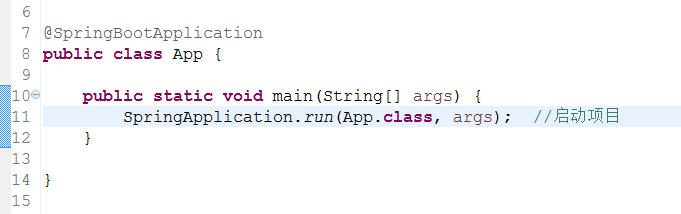 6
7 @SpringBootApplication
8 public class App {
9
10 public static void main(String[] args) {
11 SpringApplication.run(App.class, args); //启动项目
12 }
13
14 }
15